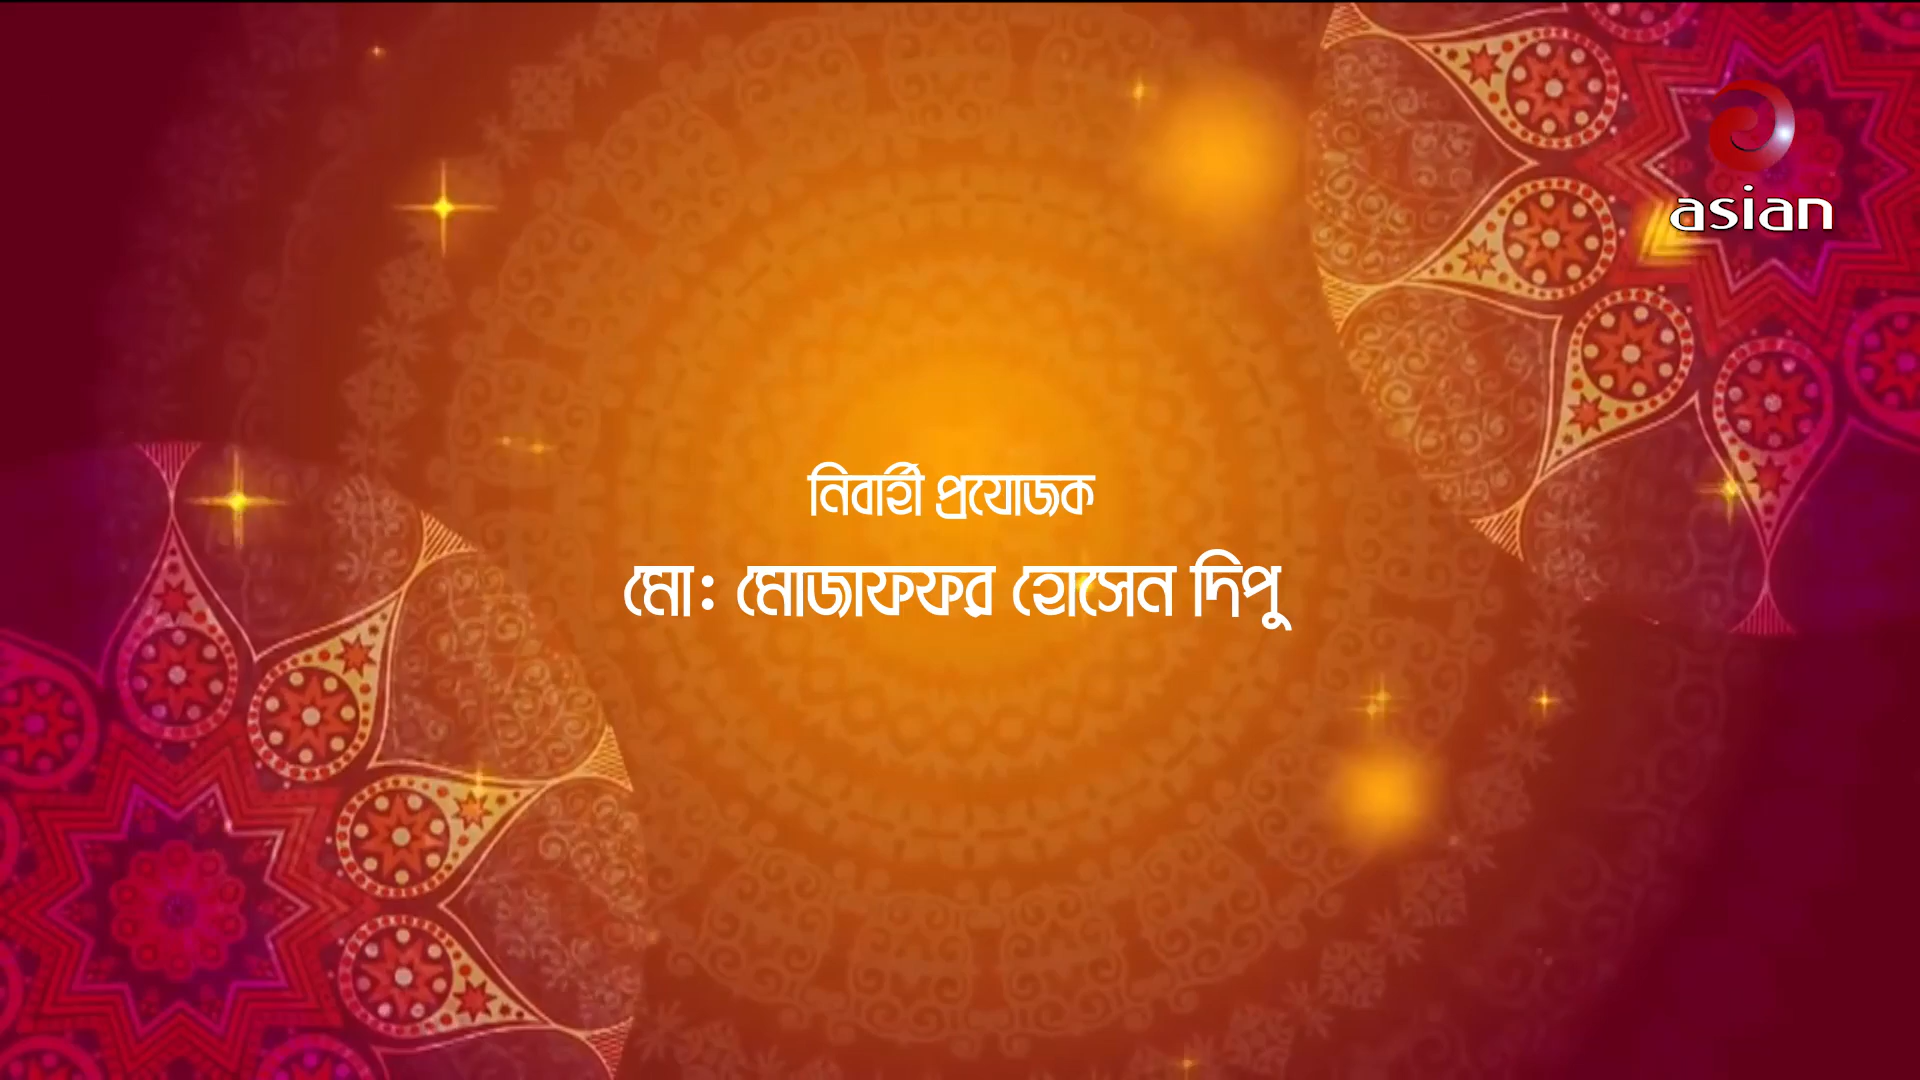 asian
নিবার্হী প্রযোজক
মো: মোজাফফর হোসেন দিপু